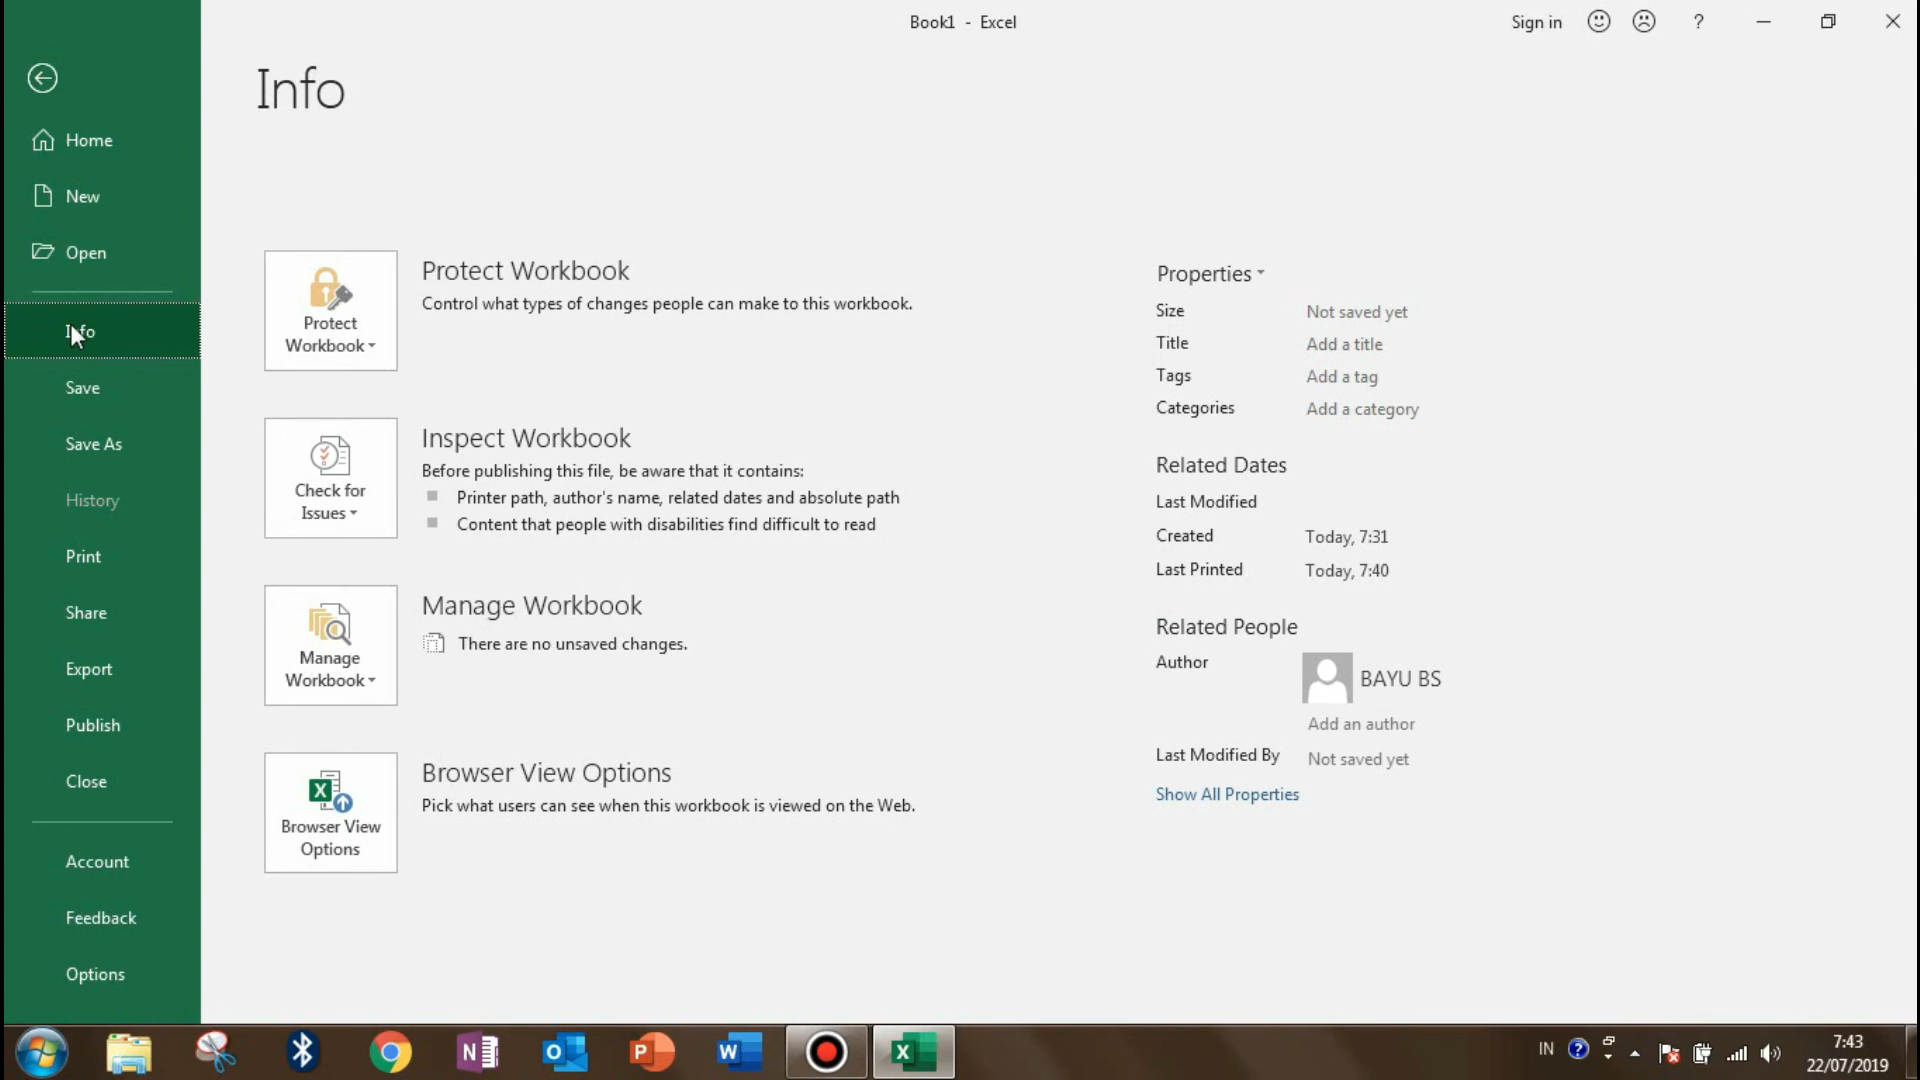 Book1 - Excel
Sign in
?
Info
Home
New
Open
Info
Save
Save As
History
Print
Share
Export
Publish
Close
Account
Feedback
Options
Protect
Workbook
Protect Workbook
Control what types of changes people can make to this workbook.
Check for
Issues
Inspect Workbook
Before publishing this file, be aware that it contains:
Printer path, author's name, related dates and absolute path
Content that people with disabilities find difficult to read
Manage
Workbook
Manage Workbook
There are no unsaved changes.
Browser View
Options
Browser View Options
Pick what users can see when this workbook is viewed on the Web.
Properties
Size Not saved yet
Title Add a title
Tags Add a tag
Categories Add a category
Related Dates
Last Modified
Created Today, 7:31
Last Printed Today, 7:40
Related People
Author BAYU BS
Add an author
Last Modified By Not saved yet
Show All Properties
IN
7:43
22/07/2019